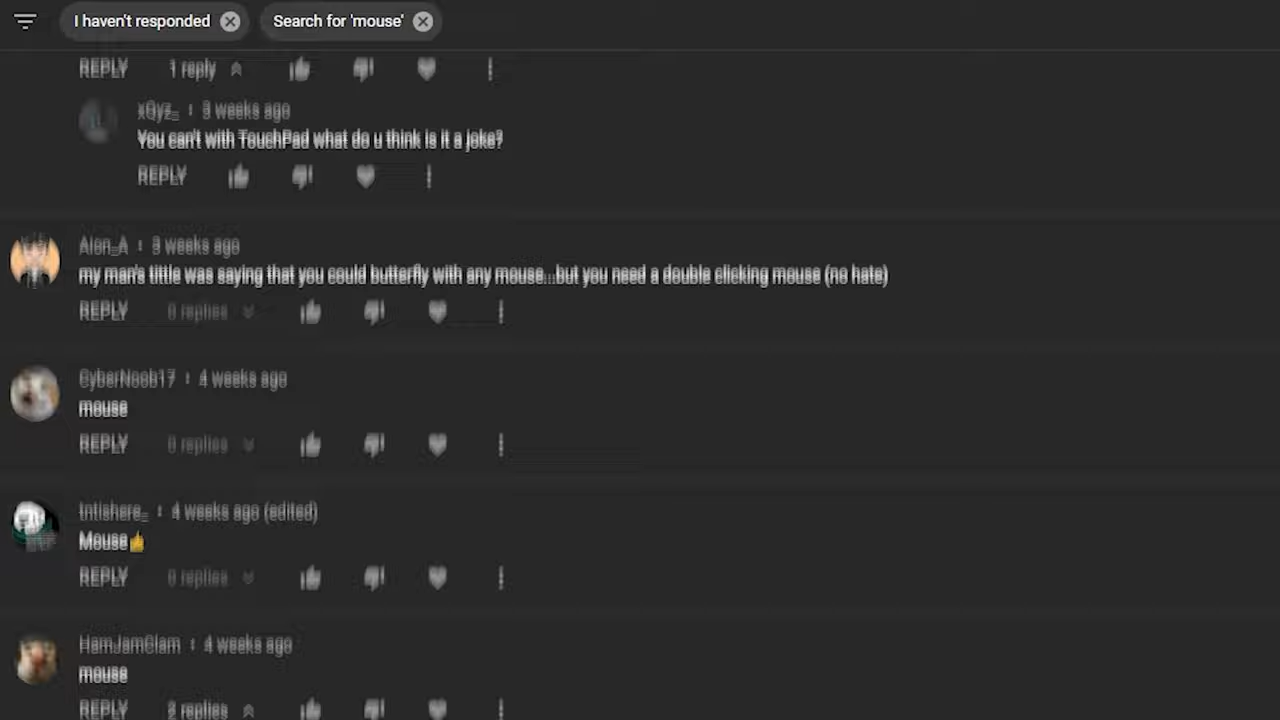 I haven't responded
Search for 'mouse'
REPLY 1 reply
xQyz_ • 3 weeks ago
You can't with TouchPad what do u think is it a joke?
REPLY
Alon_A • 3 weeks ago
my man's tittle was saying that you could butterfly with any mouse...but you need a double clicking mouse (no hate)
REPLY 0 replies
CyberNoob17 • 4 weeks ago
mouse
REPLY 0 replies
Intishere_ • 4 weeks ago (edited)
Mouse👍
REPLY 0 replies
HamJamClam • 4 weeks ago
mouse
REPLY 2 replies